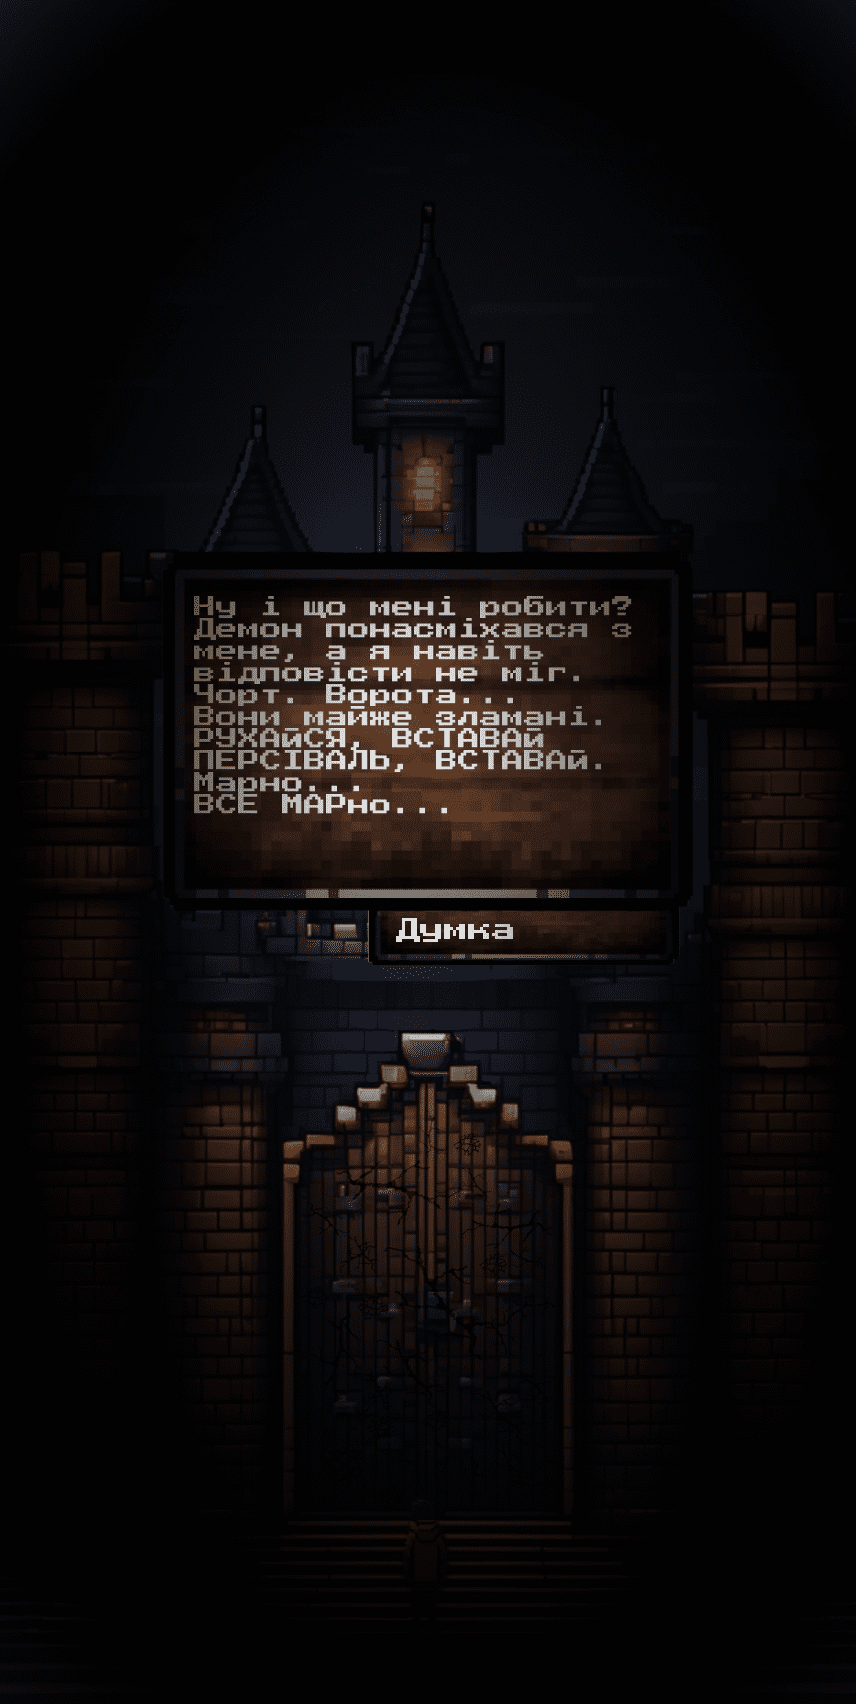 Ну і що мені робити?
Демон понасміхався з
мене, а я навіть
відповісти не міг.
Чорт. Ворота...
Вони майже зламані.
РУХАйСЯ, ВСТАВАй
ПЕРСІВАЛЬ, ВСТАВАй.
Марно...
ВСЕ МАРно...
Думка